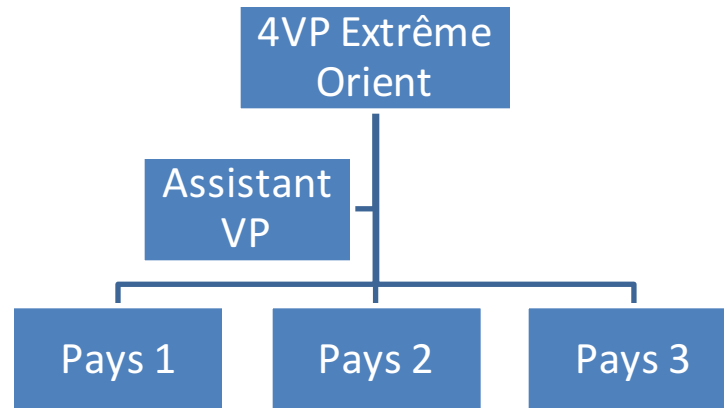 4VP Extrême
Orient
Assistant
VP
Pays 1
Pays 2
Pays 3